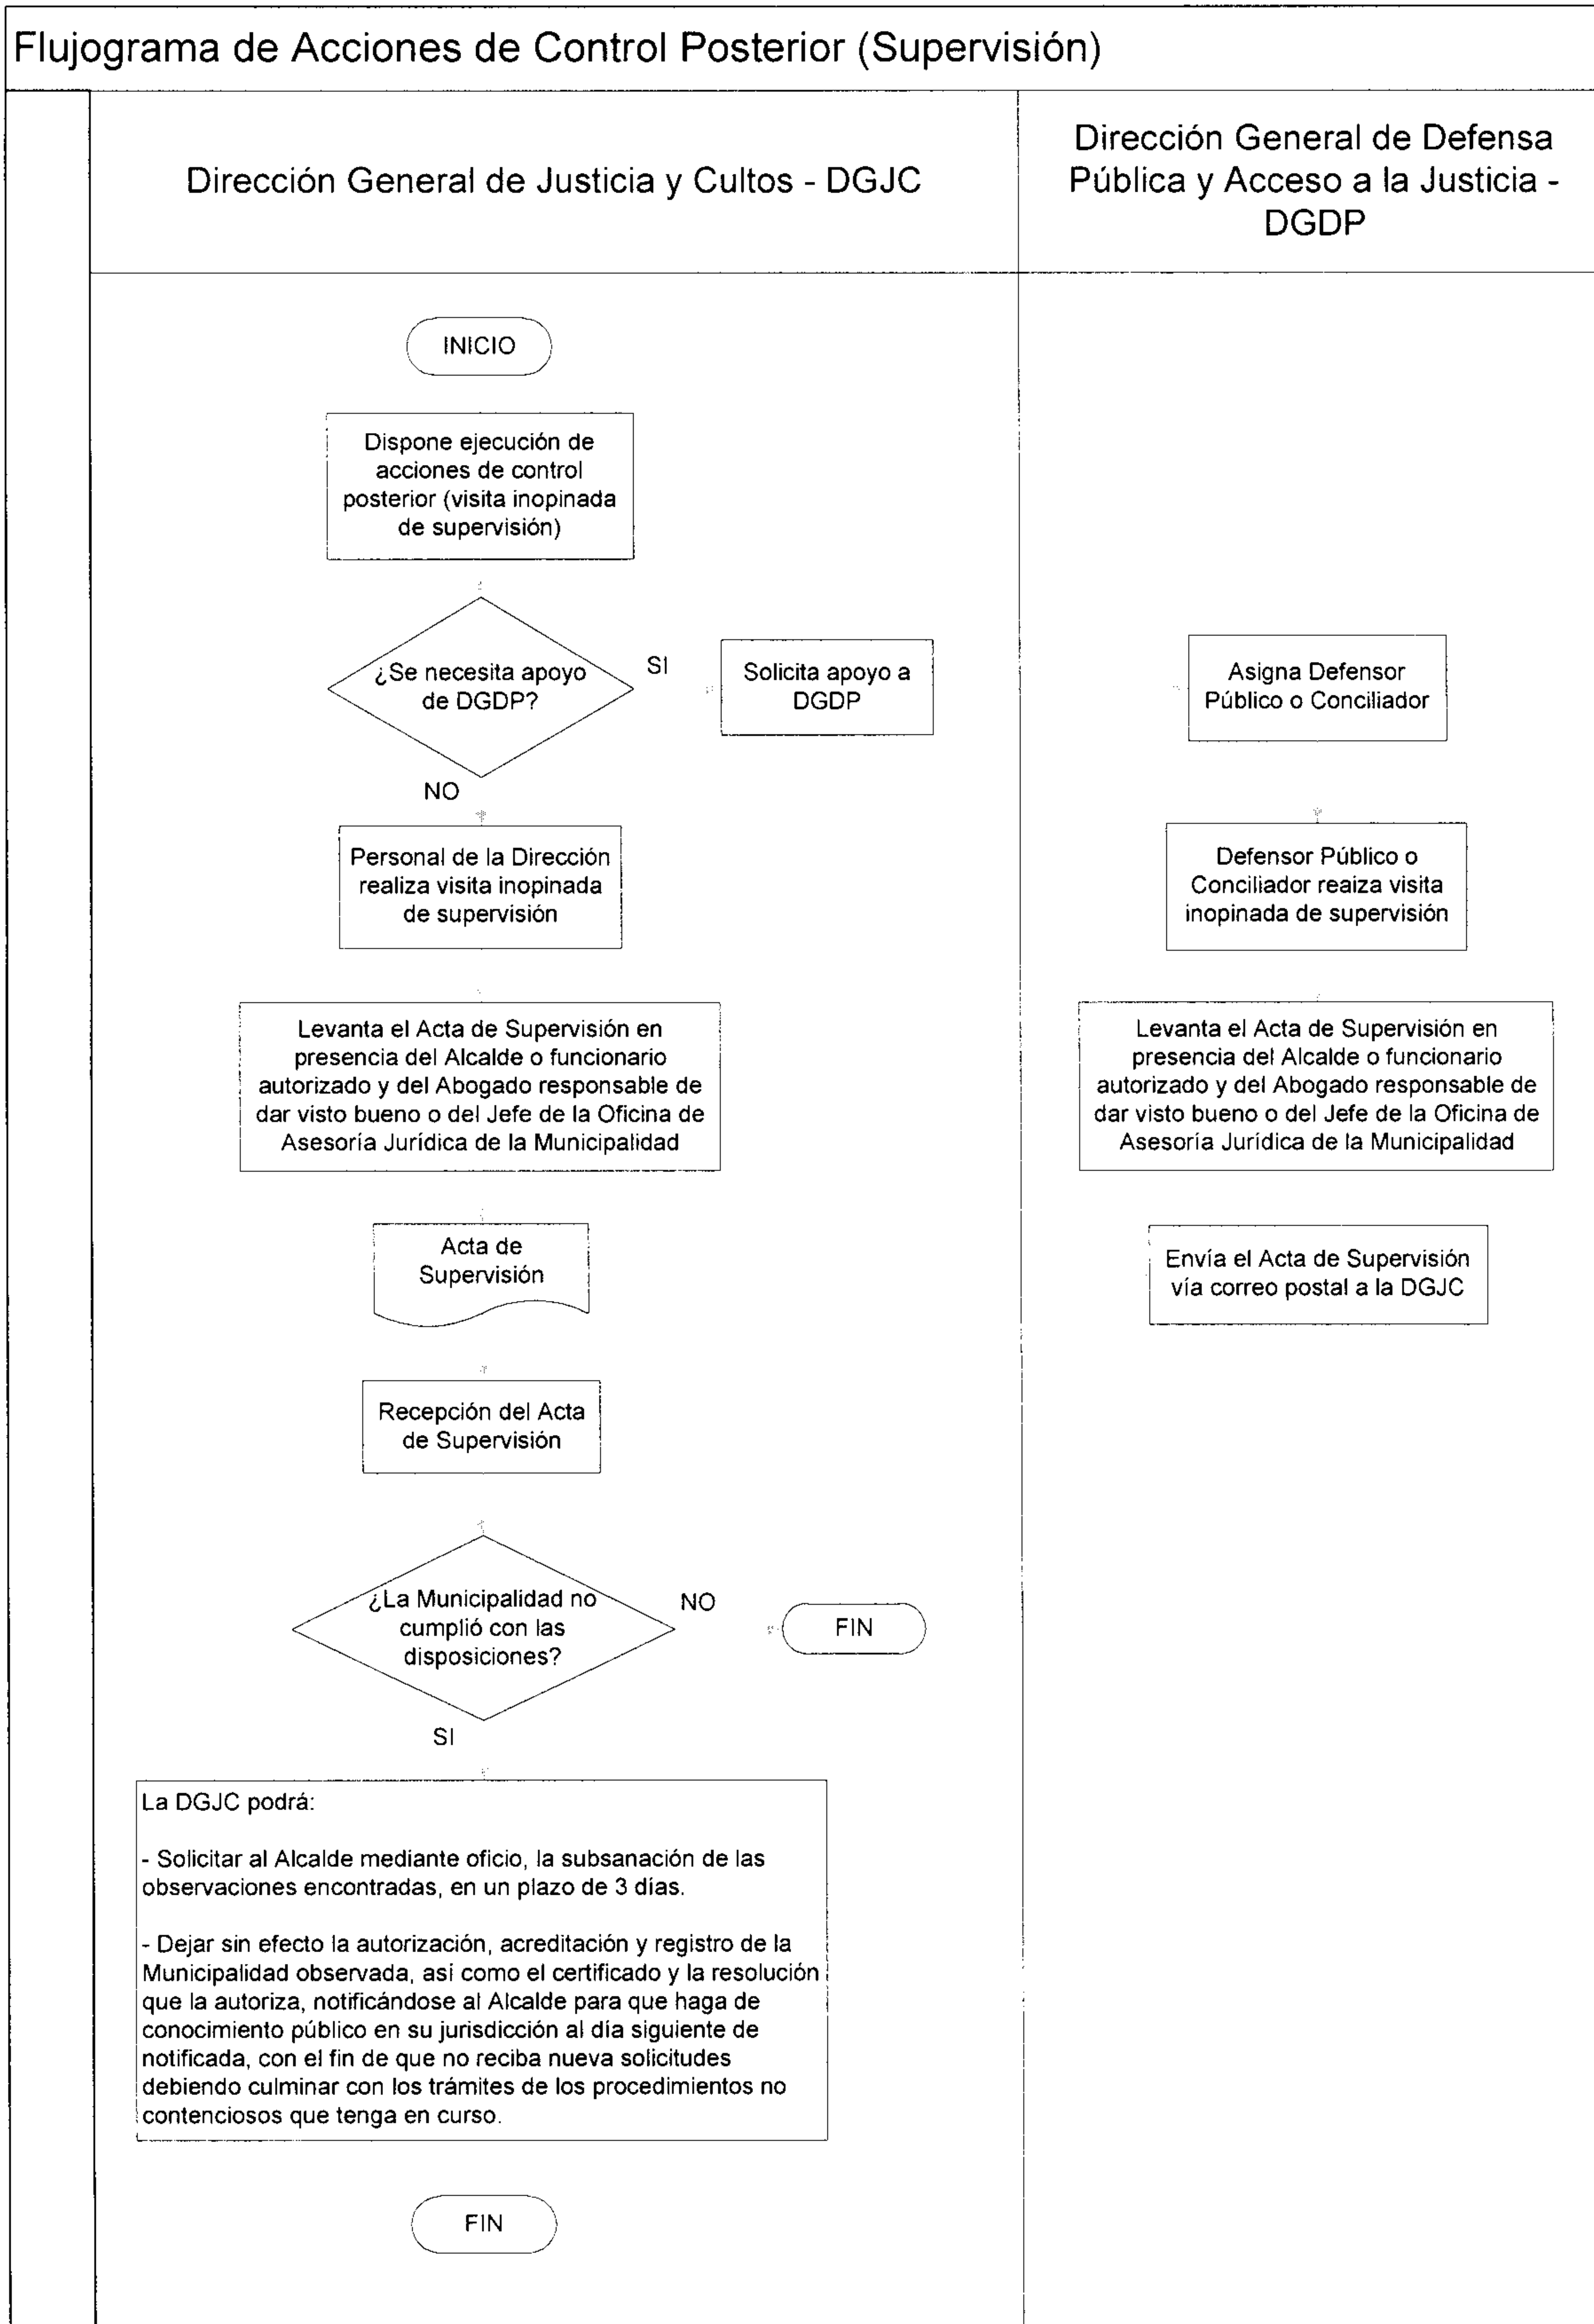 Flujograma de Acciones de Control Posterior (Supervisión)
Dirección General de Justicia y Cultos - DGJC
Dirección General de Defensa
Pública y Acceso a la Justicia -
DGDP
INICIO
Dispone ejecución de
acciones de control
posterior (visita inopinada
de supervisión)
¿Se necesita apoyo
de DGDP?
SI
Solicita apoyo a
DGDP
Asigna Defensor
Público o Conciliador
NO
Personal de la Dirección
realiza visita inopinada
de supervisión
Defensor Público o
Conciliador reaiza visita
inopinada de supervisión
Levanta el Acta de Supervisión en
presencia del Alcalde o funcionario
autorizado y del Abogado responsable de
dar visto bueno o del Jefe de la Oficina de
Asesoría Jurídica de la Municipalidad
Levanta el Acta de Supervisión en
presencia del Alcalde o funcionario
autorizado y del Abogado responsable de
dar visto bueno o del Jefe de la Oficina de
Asesoría Jurídica de la Municipalidad
Acta de
Supervisión
Envía el Acta de Supervisión
vía correo postal a la DGJC
Recepción del Acta
de Supervisión
¿La Municipalidad no
cumplió con las
disposiciones?
NO
FIN
SI
La DGJC podrá:
- Solicitar al Alcalde mediante oficio, la subsanación de las
observaciones encontradas, en un plazo de 3 días.
- Dejar sin efecto la autorización, acreditación y registro de la
Municipalidad observada, así como el certificado y la resolución
que la autoriza, notificándose al Alcalde para que haga de
conocimiento público en su jurisdicción al día siguiente de
notificada, con el fin de que no reciba nueva solicitudes
debiendo culminar con los trámites de los procedimientos no
contenciosos que tenga en curso.
FIN